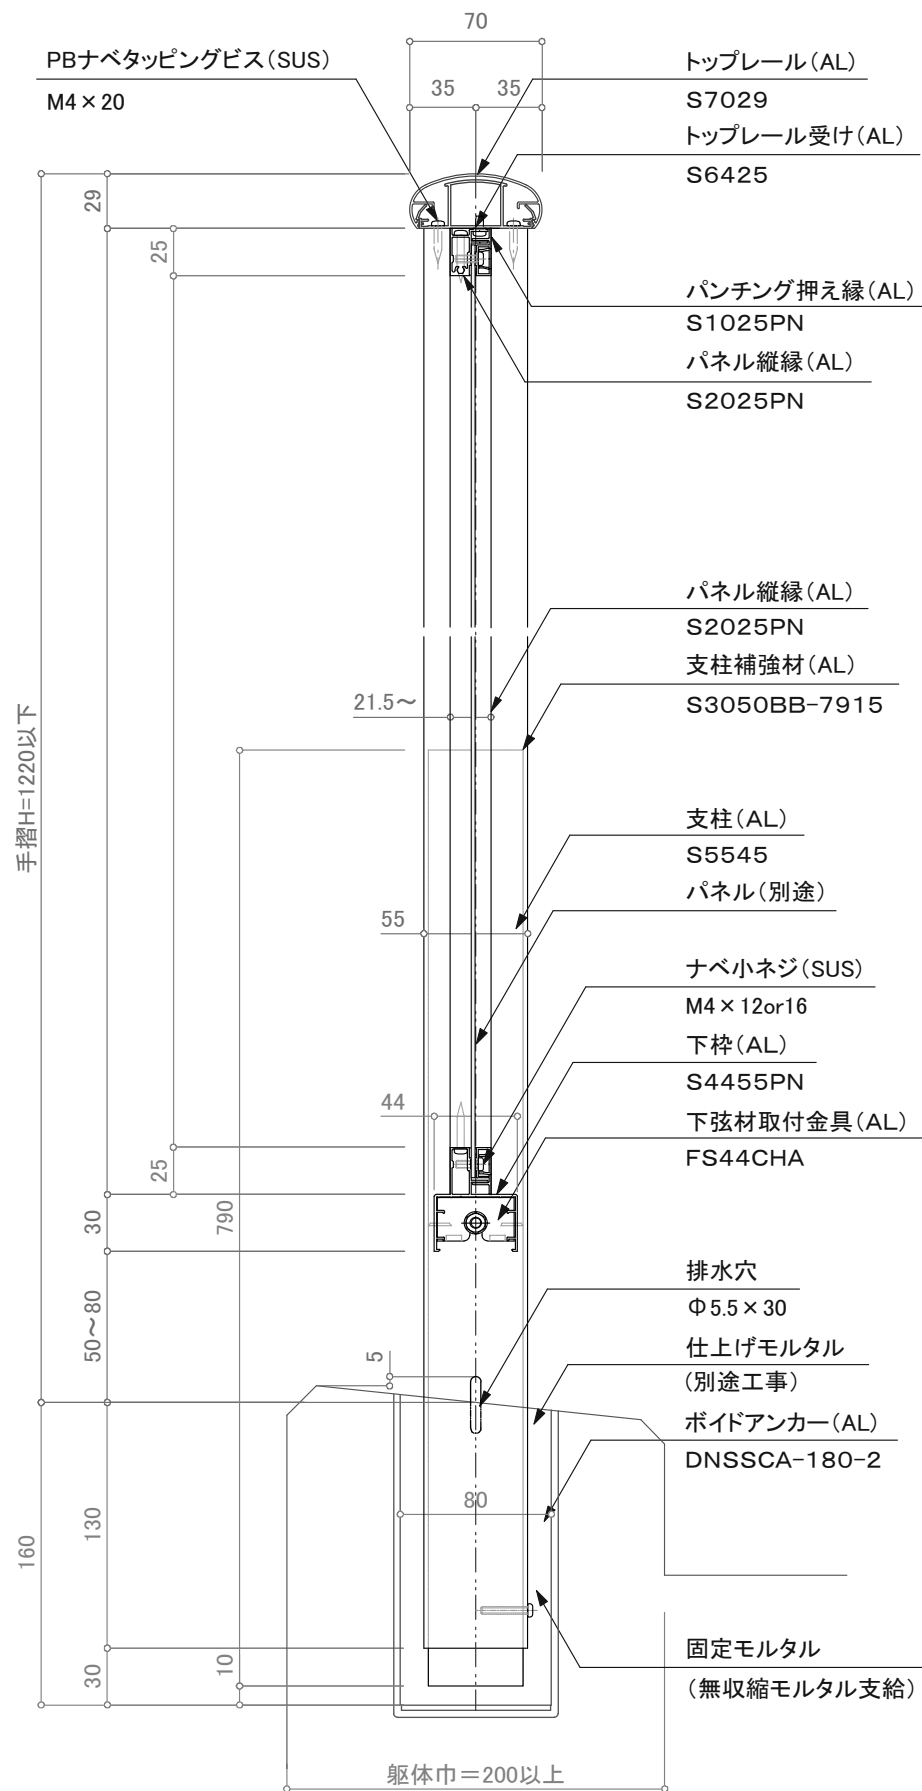 70
PBナベタッピングビス(SUS)
M4×20
35
35
トップレール(AL)
S7029
トップレール受け(AL)
S6425
29
25
パンチング押え縁(AL)
S1025PN
パネル縦縁(AL)
S2025PN
パネル縦縁(AL)
S2025PN
支柱補強材(AL)
S3050BB-7915
21.5～
手摺H=1220以下
支柱(AL)
S5545
パネル(別途)
55
ナベ小ネジ(SUS)
M4×12or16
下枠(AL)
S4455PN
44
下弦材取付金具(AL)
FS44CHA
25
790
30
排水穴
Φ5.5×30
50～80
5
仕上げモルタル
(別途工事)
ボイドアンカー(AL)
DNSSCA-180-2
80
130
160
固定モルタル
(無収縮モルタル支給)
10
30
躯体巾＝200以上